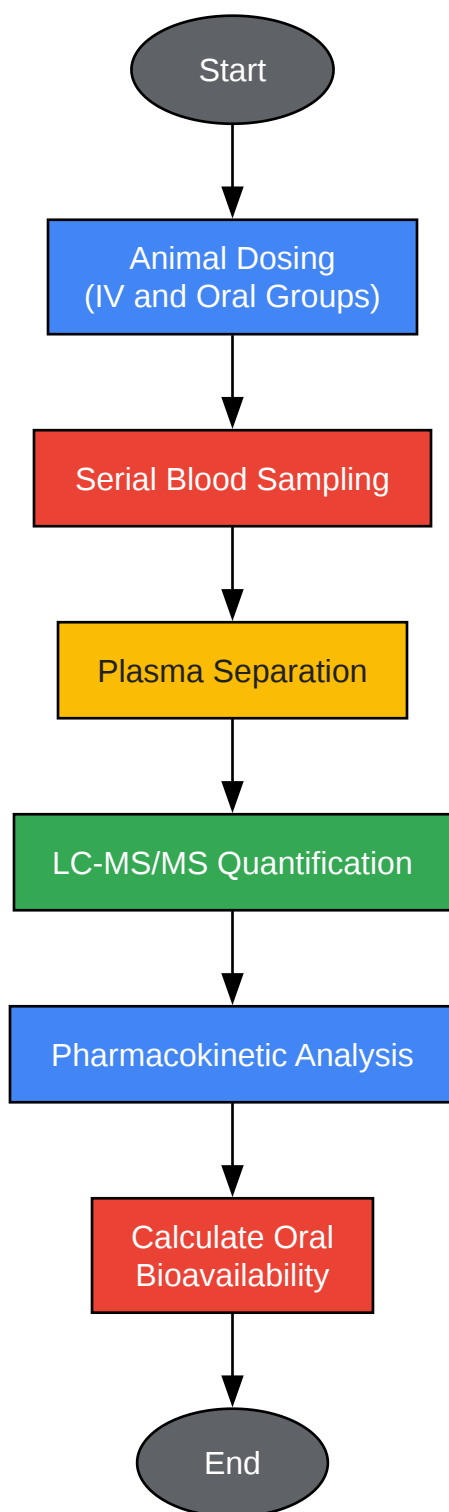 Start
Animal Dosing
(IV and Oral Groups)
Serial Blood Sampling
Plasma Separation
LC-MS/MS Quantification
Pharmacokinetic Analysis
Calculate Oral
Bioavailability
End